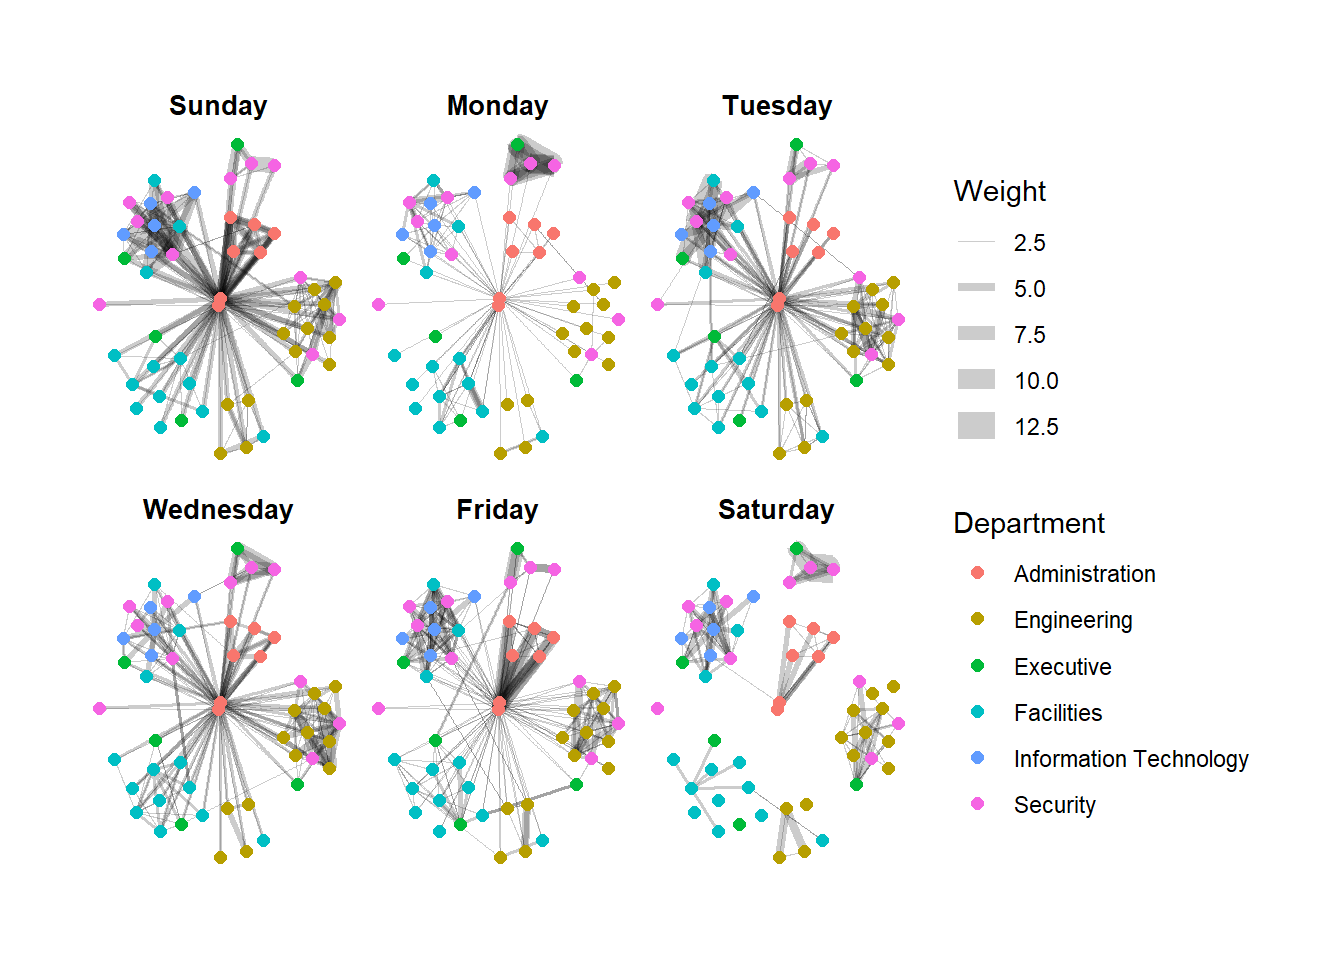 Sunday
Monday
Tuesday
Wednesday
Friday
Saturday
Weight
2.5
5.0
7.5
10.0
12.5
Department
Administration
Engineering
Executive
Facilities
Information Technology
Security